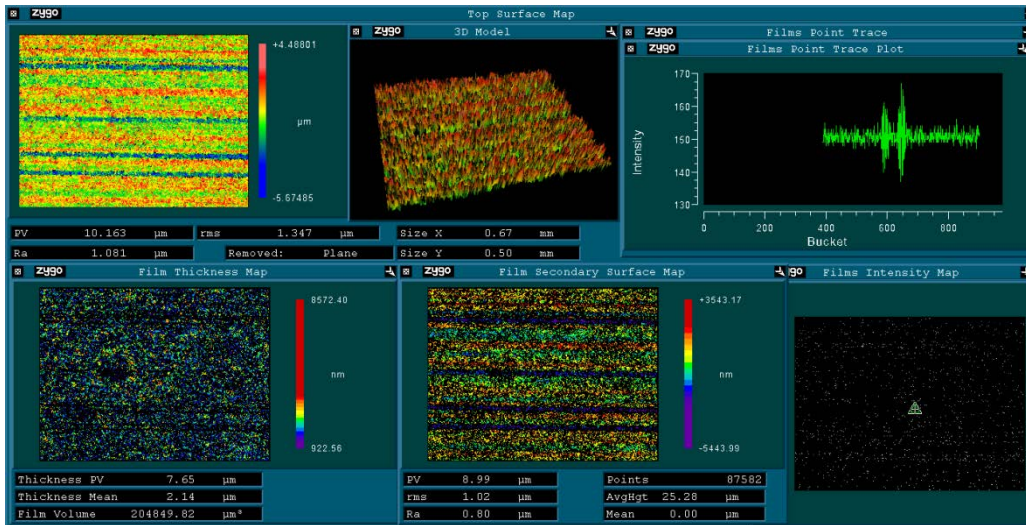 zygo Top Surface Map
+4.48801
µm
-5.67485
zygo 3D Model
zygo Films Point Trace
zygo Films Point Trace Plot
170
160
150
140
130
Intensity
0 200 400 600 800
Bucket
PV 10.163 µm rms 1.347 µm Size X 0.67 mm
Ra 1.081 µm Removed: Plane Size Y 0.50 mm
zygo Film Thickness Map
8572.40
nm
922.56
Thickness PV 7.65 µm
Thickness Mean 2.14 µm
Film Volume 204849.82 µm³
zygo Film Secondary Surface Map
+3543.17
nm
-5443.99
PV 8.99 µm Points 87582
rms 1.02 µm AvgHgt 25.28 µm
Ra 0.80 µm Mean 0.00 µm
Films Intensity Map